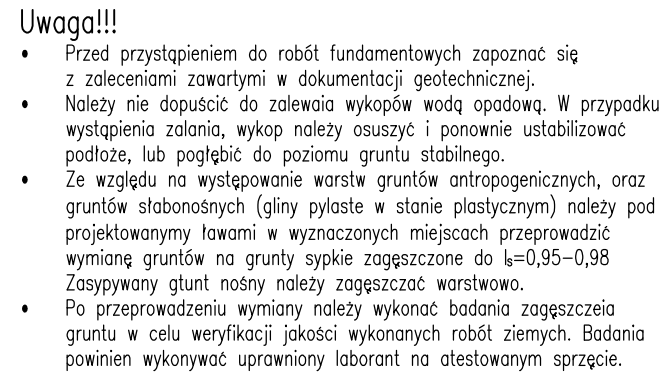 Uwaga!!!
• Przed przystąpieniem do robót fundamentowych zapoznać się
z zaleceniami zawartymi w dokumentacji geotechnicznej.
• Należy nie dopuścić do zalewaia wykopów wodą opadową. W przypadku
wystąpienia zalania, wykop należy osuszyć i ponownie ustabilizować
podłoże, lub pogłębić do poziomu gruntu stabilnego.
• Ze względu na występowanie warstw gruntów antropogenicznych, oraz
gruntów słabonośnych (gliny pylaste w stanie plastycznym) należy pod
projektowanymy ławami w wyznaczonych miejscach przeprowadzić
wymianę gruntów na grunty sypkie zagęszczone do Is=0,95-0,98
Zasypywany gtunt nośny należy zagęszczać warstwowo.
• Po przeprowadzeniu wymiany należy wykonać badania zagęszczeia
gruntu w celu weryfikacji jakości wykonanych robót ziemych. Badania
powinien wykonywać uprawniony laborant na atestowanym sprzęcie.